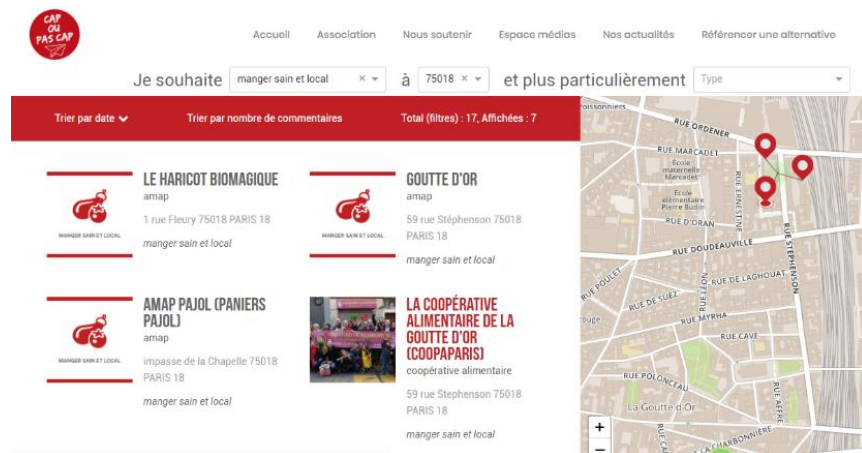 CAP
OU
PAS CAP
Accueil
Association
Nous soutenir
Espace médias
Nos actualités
Référencer une alternative
Je souhaite manger sain et local × à 75018 × et plus particulièrement Type
Trier par date
Trier par nombre de commentaires
Total (filtres) : 17, Affichées : 7
MANGER SAIN ET LOCAL
LE HARICOT BIOMAGIQUE
amap
1 rue Fleury 75018 PARIS 18
manger sain et local
MANGER SAIN ET LOCAL
GOUTTE D'OR
amap
59 rue Stéphenson 75018
PARIS 18
manger sain et local
MANGER SAIN ET LOCAL
AMAP PAJOL (PANIERS
PAJOL)
amap
impasse de la Chapelle 75018
PARIS 18
manger sain et local
LA COOPÉRATIVE
ALIMENTAIRE DE LA
GOUTTE D'OR
(COOPAPARIS)
coopérative alimentaire
59 rue Stephenson 75018
PARIS 18
manger sain et local
oissonniers
RUE ORDENER
RUE MARCADET
École
maternelle
Marcadet
École
élémentaire
Pierre Budin
RUE ERNESTINE
RUE D'ORAN
RUE DOUDEAUVILLE
RUE STEPHENSON
RUE POULET
RUE DE SUEZ
RUE LÉON
RUE DE LAGHOUAT
RUE MYRHA
rouge
RUE CAVÉ
RUE POLONCEAU
RUE AFFRE
La Goutte d'Or
LA CHARBONNIÈRE
+
−